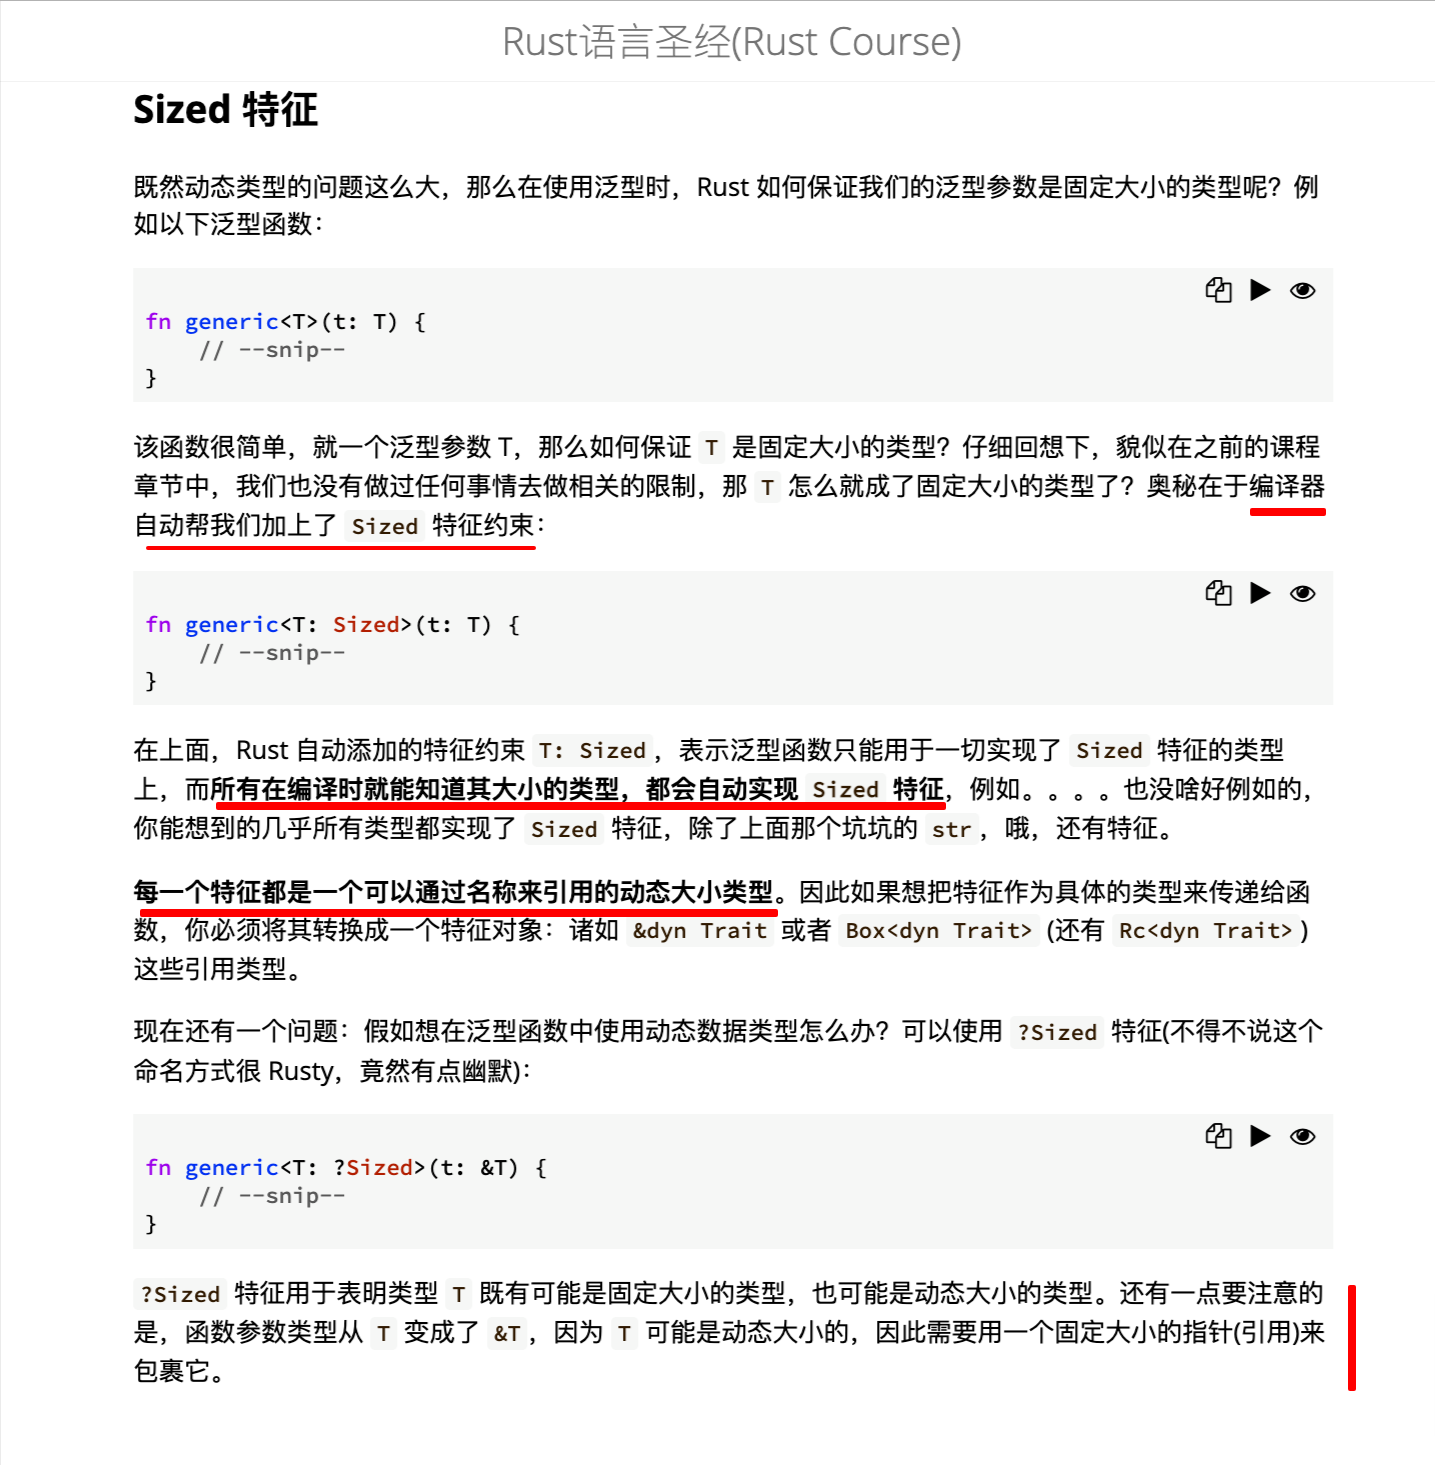 Rust语言圣经(Rust Course)
Sized 特征
既然动态类型的问题这么大，那么在使用泛型时，Rust 如何保证我们的泛型参数是固定大小的类型呢？例
如以下泛型函数：
fn generic<T>(t: T) {
    // --snip--
}
该函数很简单，就一个泛型参数 T，那么如何保证 T 是固定大小的类型？仔细回想下，貌似在之前的课程
章节中，我们也没有做过任何事情去做相关的限制，那 T 怎么就成了固定大小的类型了？奥秘在于编译器
自动帮我们加上了 Sized 特征约束：
fn generic<T: Sized>(t: T) {
    // --snip--
}
在上面，Rust 自动添加的特征约束 T: Sized，表示泛型函数只能用于一切实现了 Sized 特征的类型
上，而所有在编译时就能知道其大小的类型，都会自动实现 Sized 特征，例如。。。。也没啥好例如的，
你能想到的几乎所有类型都实现了 Sized 特征，除了上面那个坑坑的 str，哦，还有特征。
每一个特征都是一个可以通过名称来引用的动态大小类型。因此如果想把特征作为具体的类型来传递给函
数，你必须将其转换成一个特征对象：诸如 &dyn Trait 或者 Box<dyn Trait> (还有 Rc<dyn Trait>)
这些引用类型。
现在还有一个问题：假如想在泛型函数中使用动态数据类型怎么办？可以使用 ?Sized 特征(不得不说这个
命名方式很 Rusty，竟然有点幽默)：
fn generic<T: ?Sized>(t: &T) {
    // --snip--
}
?Sized 特征用于表明类型 T 既有可能是固定大小的类型，也可能是动态大小的类型。还有一点要注意的
是，函数参数类型从 T 变成了 &T，因为 T 可能是动态大小的，因此需要用一个固定大小的指针(引用)来
包裹它。